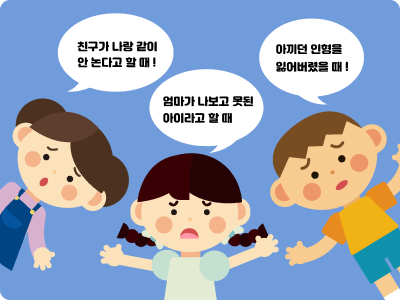 친구가 나랑 같이
안 논다고 할 때 !
엄마가 나보고 못된
아이라고 할 때
아끼던 인형을
잃어버렸을 때 !